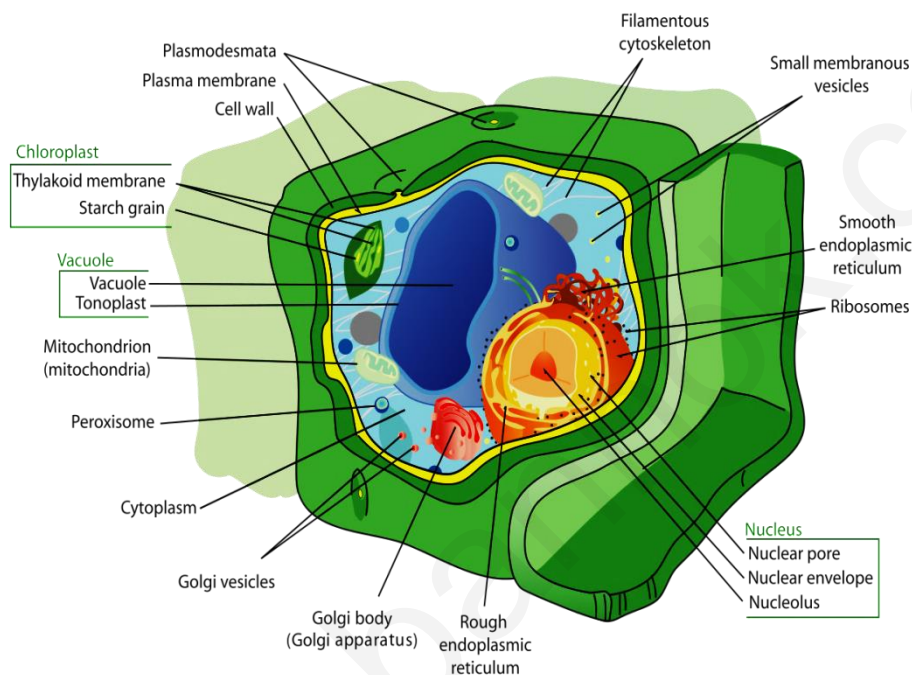 Filamentous
cytoskeleton
Small membranous
vesicles
Plasmodesmata
Plasma membrane
Cell wall
Chloroplast
Thylakoid membrane
Starch grain
Smooth
endoplasmic
reticulum
Vacuole
Vacuole
Tonoplast
Ribosomes
Mitochondrion
(mitochondria)
Peroxisome
Cytoplasm
Golgi vesicles
Golgi body
(Golgi apparatus)
Rough
endoplasmic
reticulum
Nucleus
Nuclear pore
Nuclear envelope
Nucleolus